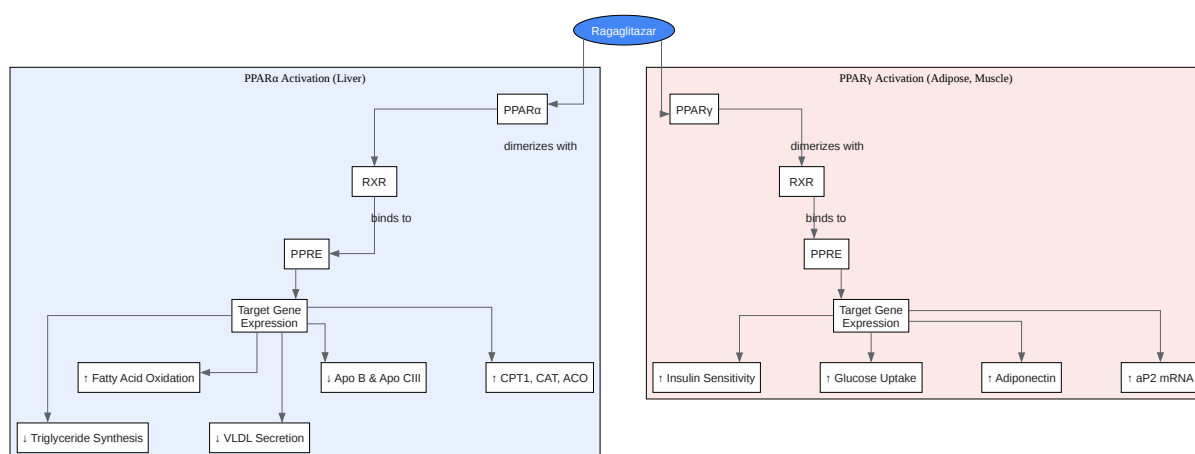 Ragaglitazar
PPARα Activation (Liver)
PPARα
dimerizes with
RXR
binds to
PPRE
Target Gene
Expression
↑ Fatty Acid Oxidation
↓ Apo B & Apo CIII
↑ CPT1, CAT, ACO
↓ Triglyceride Synthesis
↓ VLDL Secretion
PPARγ Activation (Adipose, Muscle)
PPARγ
dimerizes with
RXR
binds to
PPRE
Target Gene
Expression
↑ Insulin Sensitivity
↑ Glucose Uptake
↑ Adiponectin
↑ aP2 mRNA